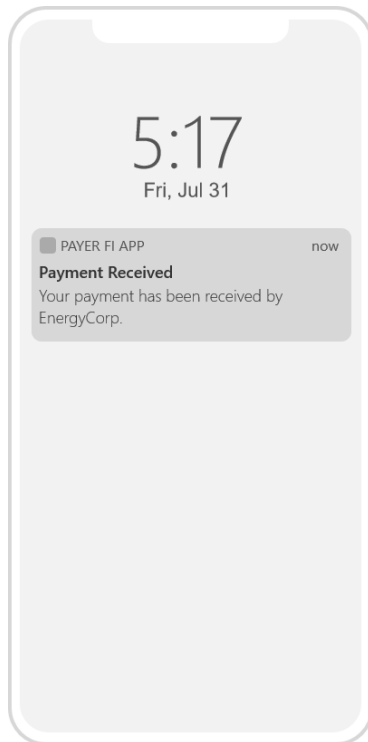 5:17
Fri, Jul 31
PAYER FI APP now
Payment Received
Your payment has been received by
EnergyCorp.